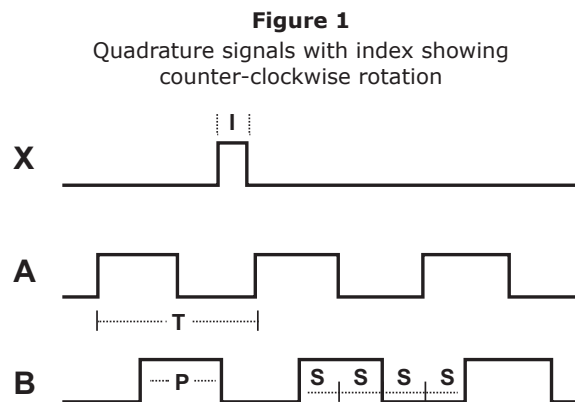 Figure 1
Quadrature signals with index showing
counter-clockwise rotation
I
X
A
T
B
P
S S S S